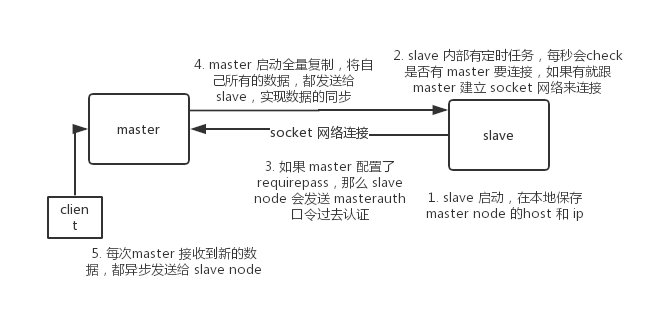 4. master 启动全量复制，将自
己所有的数据，都发送给
slave，实现数据的同步
2. slave 内部有定时任务，每秒会check
是否有 master 要连接，如果有就跟
master 建立 socket 网络来连接
master
socket 网络连接
slave
3. 如果 master 配置了
requirepass，那么 slave
node 会发送 masterauth
口令过去认证
1. slave 启动，在本地保存
master node 的host 和 ip
clien
t
5. 每次master 接收到新的数
据，都异步发送给 slave node